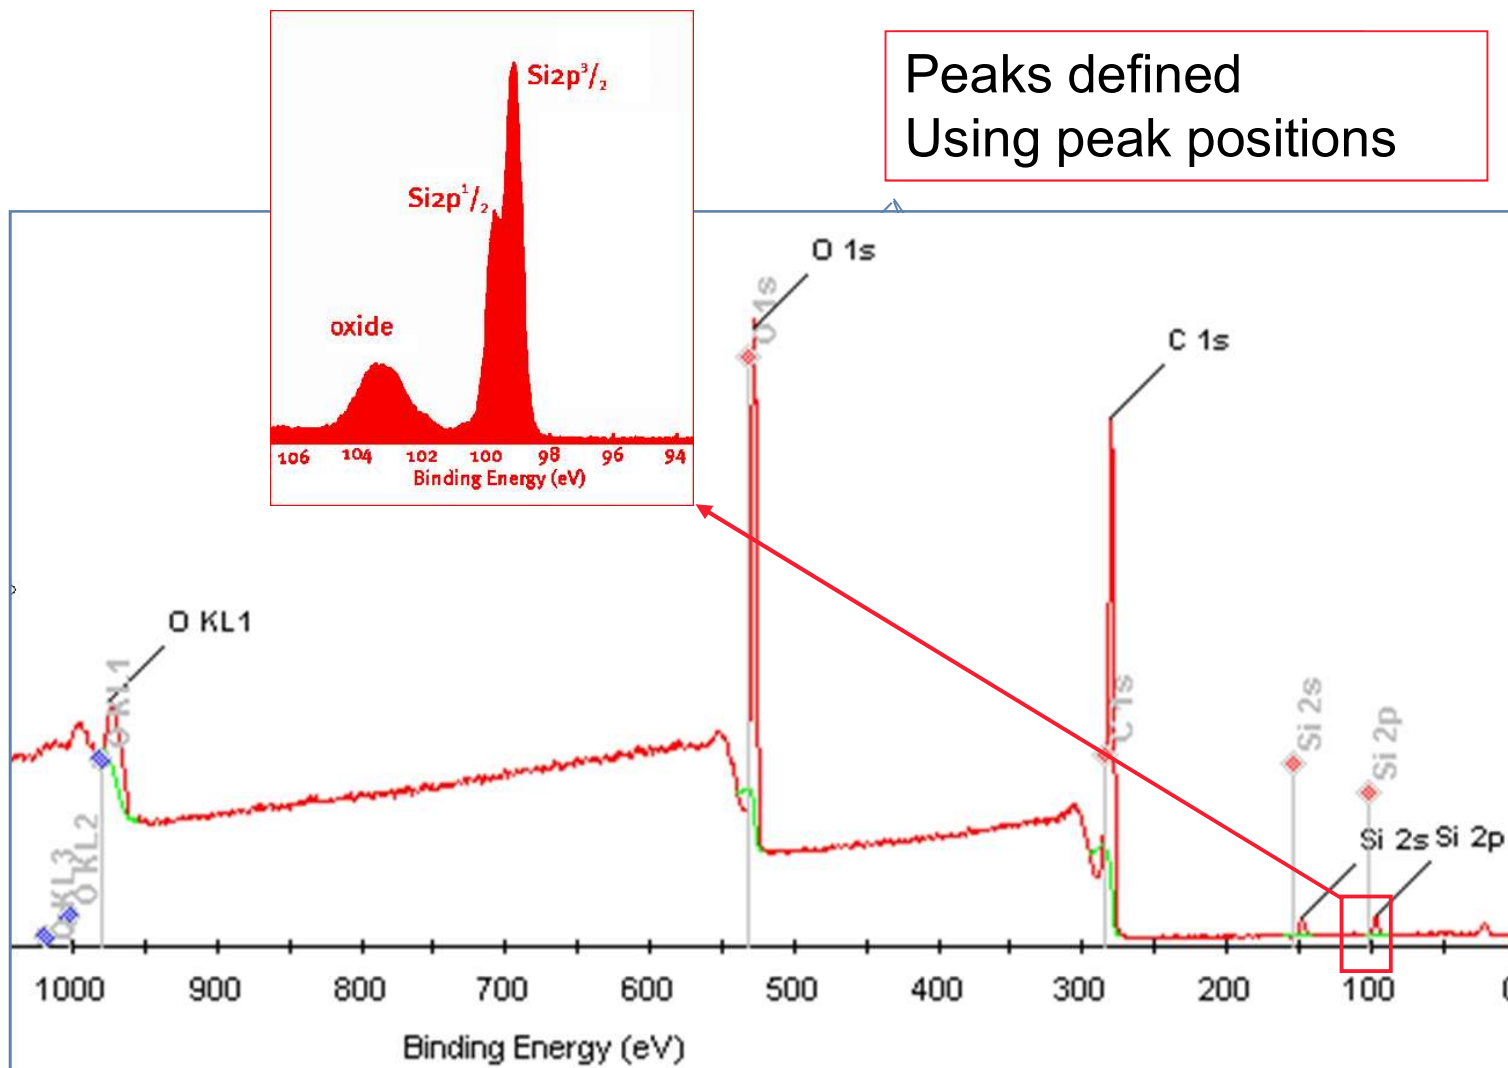 Peaks defined
Using peak positions
Si2p³/₂
Si2p¹/₂
oxide
106 104 102 100 98 96 94
Binding Energy (eV)
O 1s
O 1s
C 1s
C 1s
O KL1
O KL1
O KL2
O KL3
Si 2s
Si 2p
Si 2s Si 2p
1000 900 800 700 600 500 400 300 200 100
Binding Energy (eV)